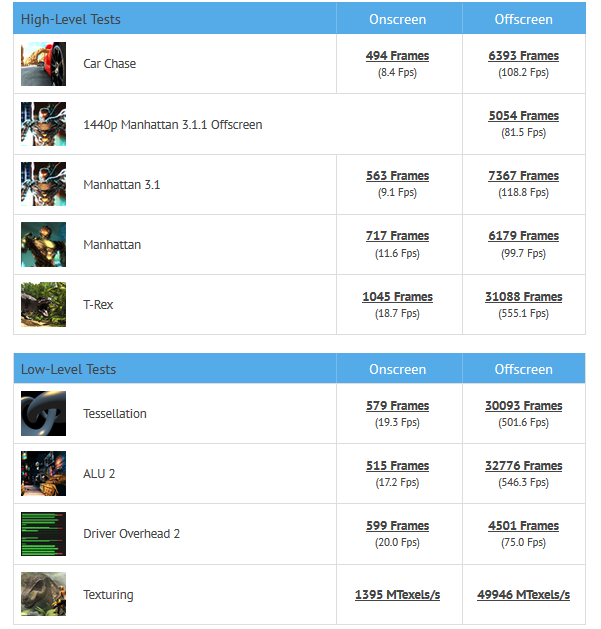 High-Level Tests Onscreen Offscreen
Car Chase 494 Frames 6393 Frames
(8.4 Fps) (108.2 Fps)
1440p Manhattan 3.1.1 Offscreen 5054 Frames
(81.5 Fps)
Manhattan 3.1 563 Frames 7367 Frames
(9.1 Fps) (118.8 Fps)
Manhattan 717 Frames 6179 Frames
(11.6 Fps) (99.7 Fps)
T-Rex 1045 Frames 31088 Frames
(18.7 Fps) (555.1 Fps)
Low-Level Tests Onscreen Offscreen
Tessellation 579 Frames 30093 Frames
(19.3 Fps) (501.6 Fps)
ALU 2 515 Frames 32776 Frames
(17.2 Fps) (546.3 Fps)
Driver Overhead 2 599 Frames 4501 Frames
(20.0 Fps) (75.0 Fps)
Texturing 1395 MTexels/s 49946 MTexels/s